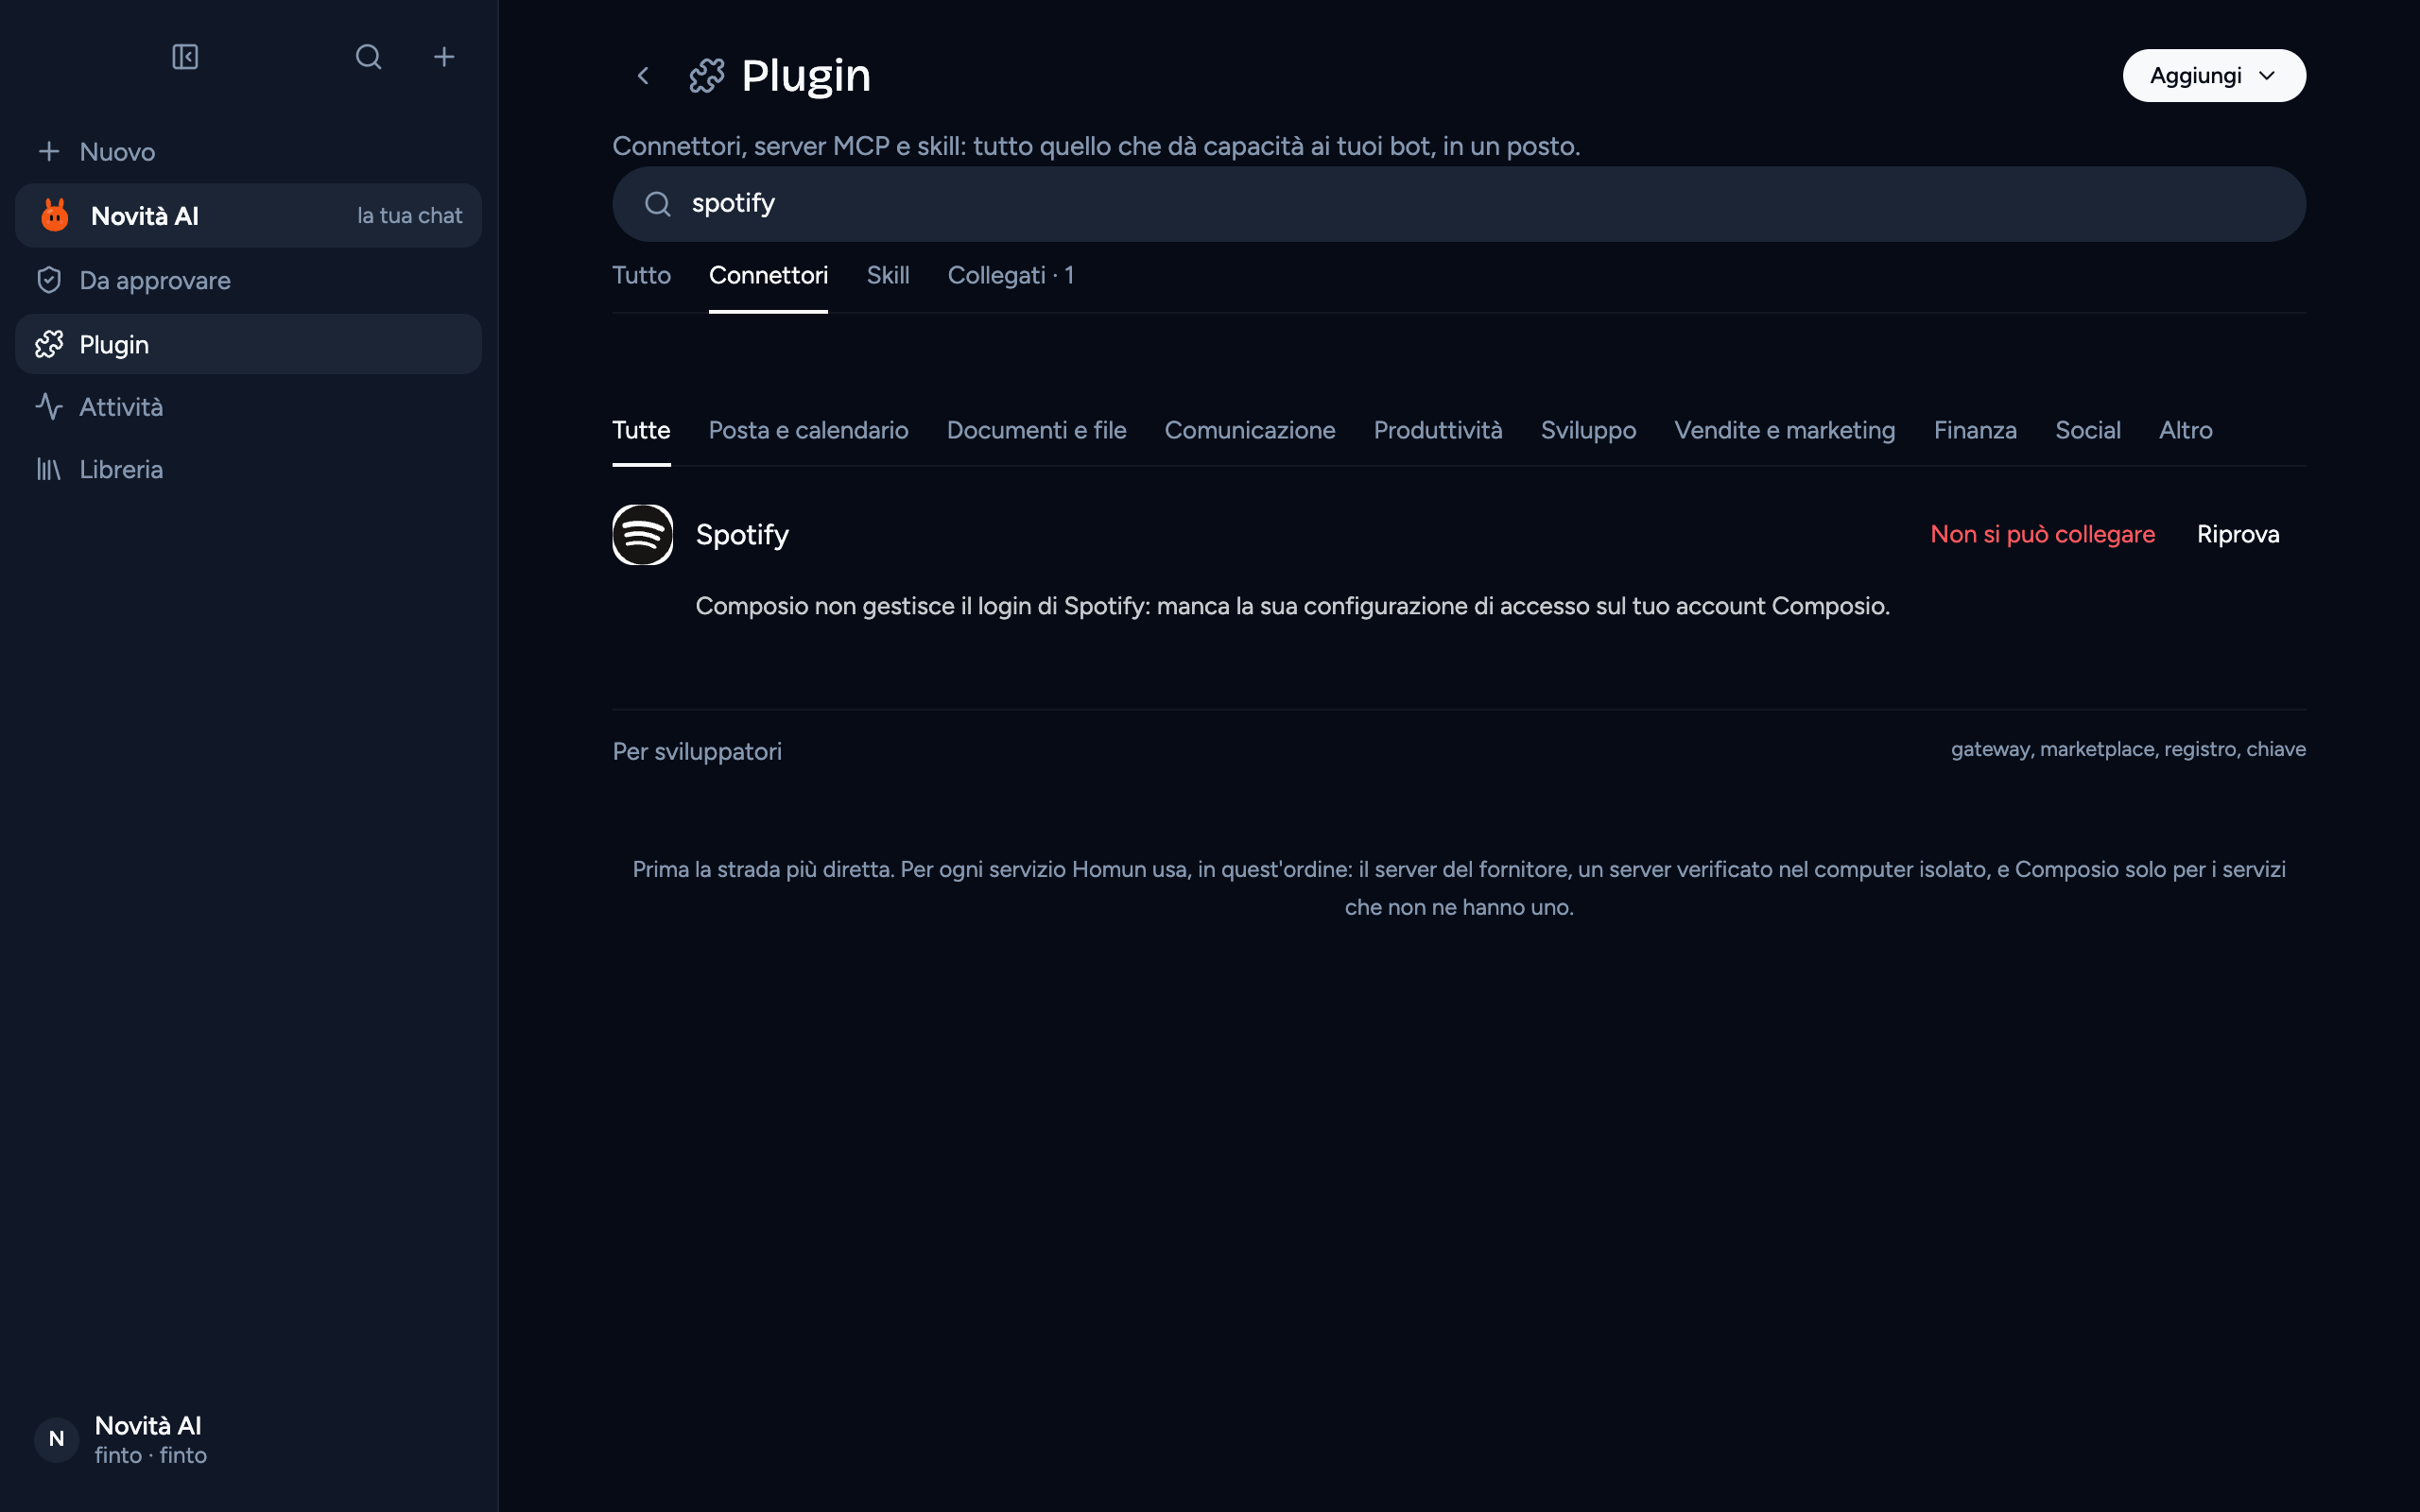 Nuovo
Novità AI
la tua chat
Da approvare
Plugin
Attività
Libreria
Novità AI
N
finto · finto
Plugin
Aggiungi
Connettori, server MCP e skill: tutto quello che dà capacità ai tuoi bot, in un posto.
spotify
Tutto Connettori Skill Collegati · 1
Tutte Posta e calendario Documenti e file Comunicazione Produttività Sviluppo Vendite e marketing Finanza Social Altro
Spotify
Non si può collegare Riprova
Composio non gestisce il login di Spotify: manca la sua configurazione di accesso sul tuo account Composio.
Per sviluppatori
gateway, marketplace, registro, chiave
Prima la strada più diretta. Per ogni servizio Homun usa, in quest'ordine: il server del fornitore, un server verificato nel computer isolato, e Composio solo per i servizi
che non ne hanno uno.